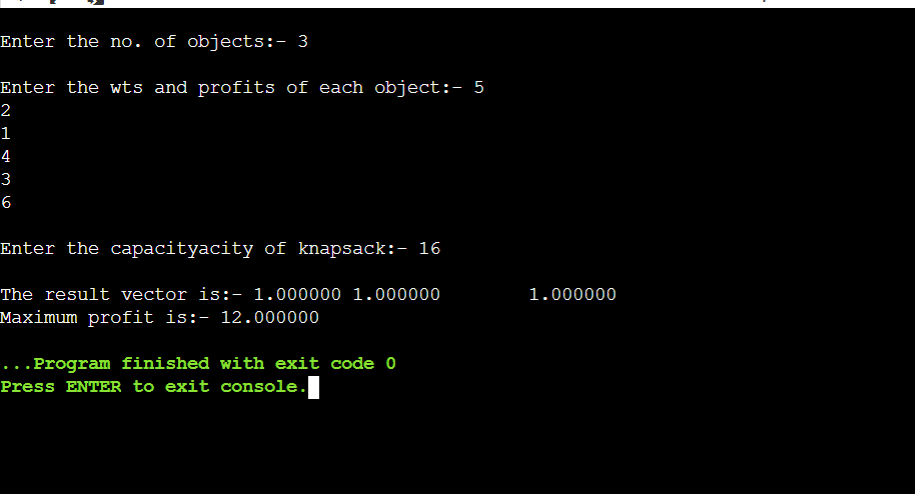 Enter the no. of objects:- 3
Enter the wts and profits of each object:- 5
2
1
4
3
6
Enter the capacityacity of knapsack:- 16
The result vector is:- 1.000000 1.000000        1.000000
Maximum profit is:- 12.000000
...Program finished with exit code 0
Press ENTER to exit console.